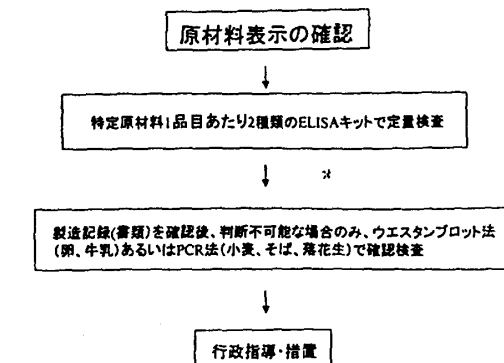 原材料表示の確認
特定原材料1品目あたり2種類のELISAキットで定量検査
製造記録(書類)を確認後、判断不可能な場合のみ、ウエスタンブロット法
(卵、牛乳)あるいはPCR法(小麦、そば、落花生)で確認検査
行政指導・措置